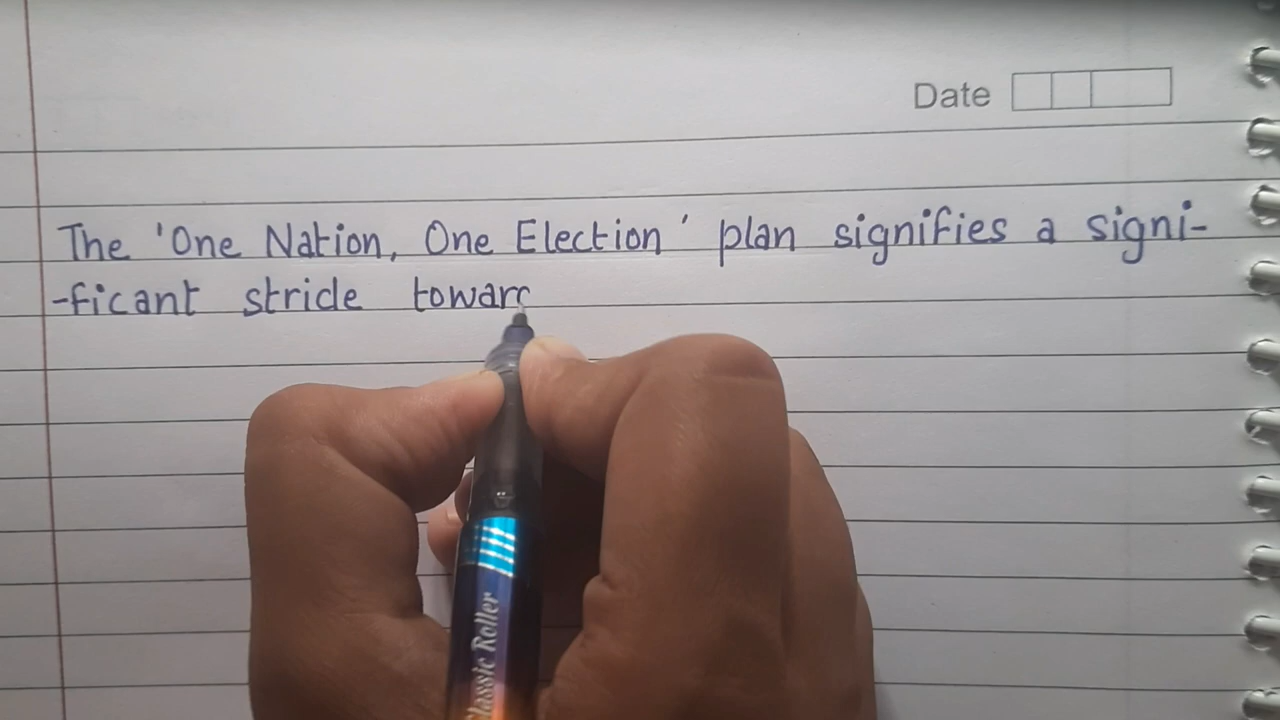 Date
The 'One Nation, One Election' plan signifies a signi-
-ficant stride towar
Classic Roller